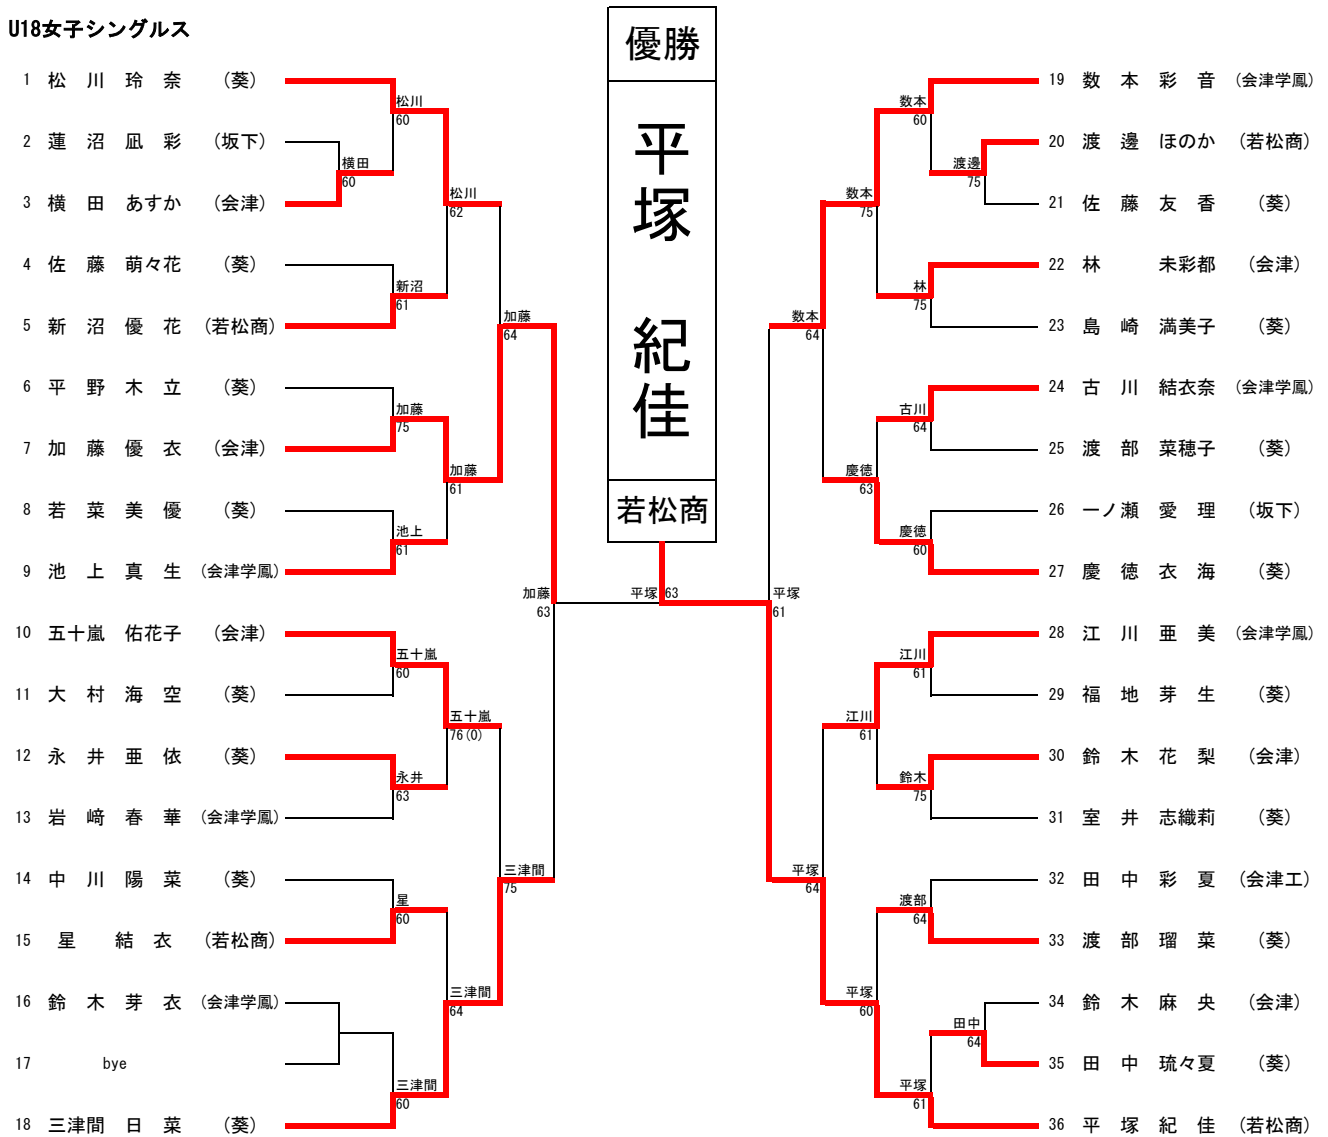 U18女子シングルス
優勝
平塚 紀佳
若松商
1 松川玲奈 (葵)
2 蓮沼凪彩 (坂下)
3 横田あすか (会津)
4 佐藤萌々花 (葵)
5 新沼優花 (若松商)
6 平野木立 (葵)
7 加藤優衣 (会津)
8 若菜美優 (葵)
9 池上真生 (会津学鳳)
10 五十嵐佑花子 (会津)
11 大村海空 (葵)
12 永井亜依 (葵)
13 岩﨑春華 (会津学鳳)
14 中川陽菜 (葵)
15 星結衣 (若松商)
16 鈴木芽衣 (会津学鳳)
17 bye
18 三津間日菜 (葵)
横田
60
松川
60
新沼
61
加藤
75
池上
61
五十嵐
60
永井
63
星
60
三津間
60
松川
62
加藤
61
五十嵐
76(0)
三津間
64
加藤
64
三津間
75
加藤
63
平塚 63
平塚
61
数本
64
平塚
64
数本
75
慶徳
63
江川
61
平塚
60
数本
60
林
75
古川
64
慶徳
60
江川
61
鈴木
75
渡部
64
平塚
61
渡邊
75
田中
64
19 数本彩音 (会津学鳳)
20 渡邊ほのか (若松商)
21 佐藤友香 (葵)
22 林 未彩都 (会津)
23 島崎満美子 (葵)
24 古川結衣奈 (会津学鳳)
25 渡部菜穂子 (葵)
26 一ノ瀬愛理 (坂下)
27 慶徳衣海 (葵)
28 江川亜美 (会津学鳳)
29 福地芽生 (葵)
30 鈴木花梨 (会津)
31 室井志織莉 (葵)
32 田中彩夏 (会津工)
33 渡部瑠菜 (葵)
34 鈴木麻央 (会津)
35 田中琉々夏 (葵)
36 平塚紀佳 (若松商)